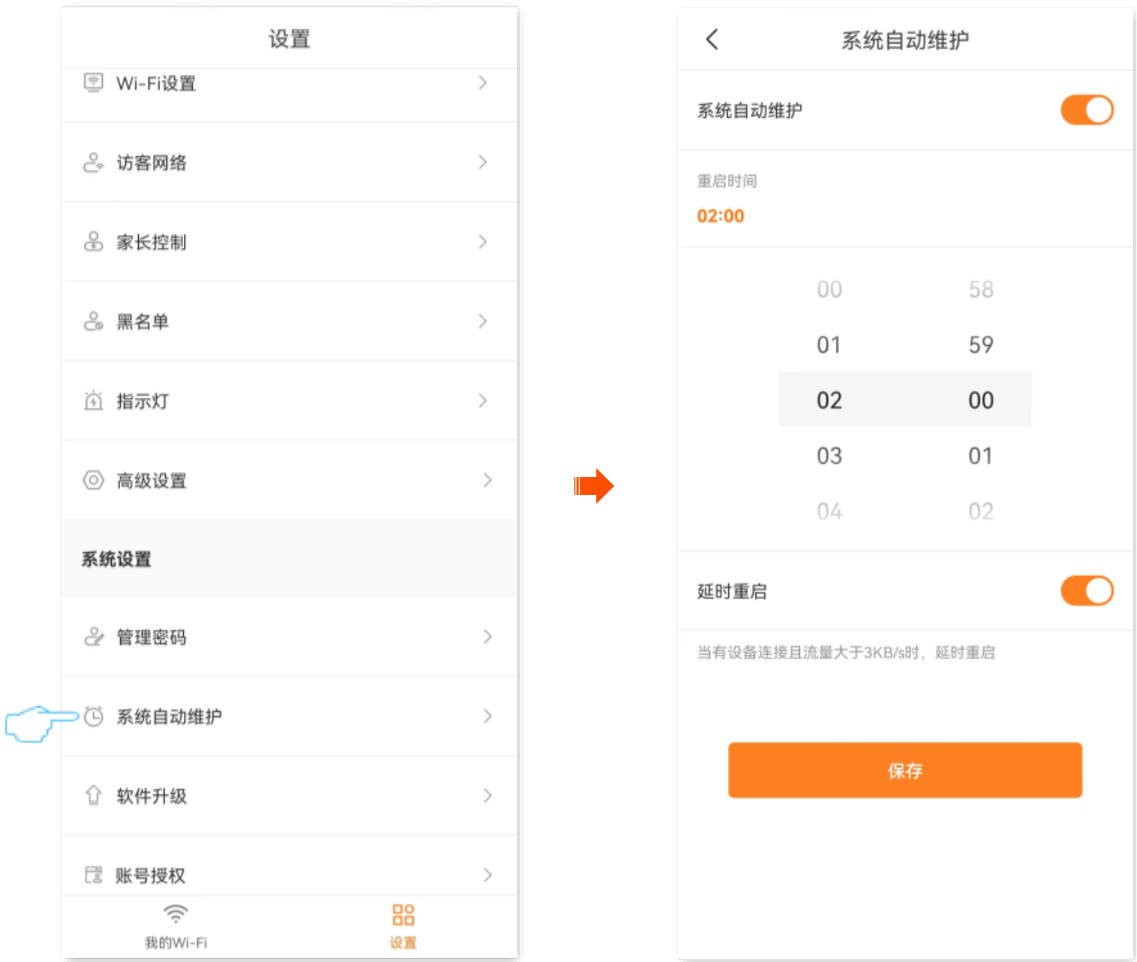 设置
Wi-Fi设置
访客网络
家长控制
黑名单
指示灯
高级设置
系统设置
管理密码
系统自动维护
软件升级
账号授权
我的Wi-Fi
设置
系统自动维护
系统自动维护
重启时间
02:00
00 58
01 59
02 00
03 01
04 02
延时重启
当有设备连接且流量大于3KB/s时，延时重启
保存